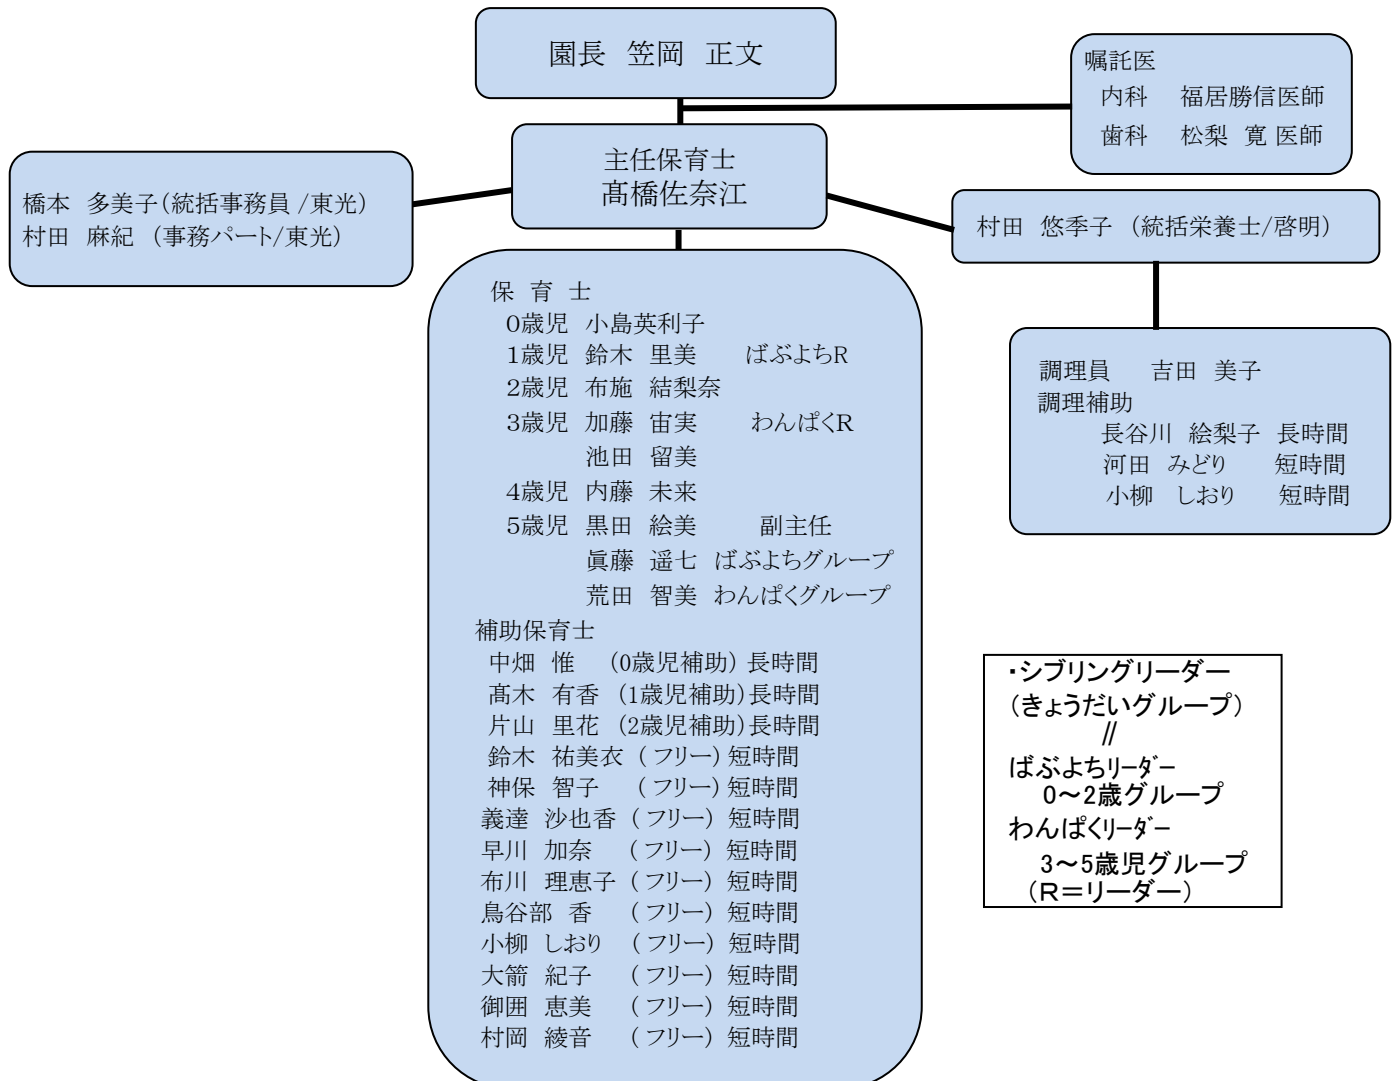 園長 笠岡 正文
嘱託医
内科 福居勝信医師
歯科 松梨 寛 医師
主任保育士
髙橋佐奈江
橋本 多美子(統括事務員 /東光)
村田 麻紀 (事務パート/東光)
村田 悠季子 (統括栄養士/啓明)
調理員 吉田 美子
調理補助
長谷川 絵梨子 長時間
河田 みどり 短時間
小柳 しおり 短時間
保 育 士
0歳児 小島英利子
1歳児 鈴木 里美 ばぶよちR
2歳児 布施 結梨奈
3歳児 加藤 宙実 わんぱくR
池田 留美
4歳児 内藤 未来
5歳児 黒田 絵美 副主任
眞藤 遥七 ばぶよちグループ
荒田 智美 わんぱくグループ
補助保育士
中畑 惟 (0歳児補助) 長時間
髙木 有香 (1歳児補助) 長時間
片山 里花 (2歳児補助) 長時間
鈴木 祐美衣 (フリー) 短時間
神保 智子 (フリー) 短時間
義達 沙也香 (フリー) 短時間
早川 加奈 (フリー) 短時間
布川 理恵子 (フリー) 短時間
鳥谷部 香 (フリー) 短時間
小柳 しおり (フリー) 短時間
大箭 紀子 (フリー) 短時間
御囲 恵美 (フリー) 短時間
村岡 綾音 (フリー) 短時間
・シブリングリーダー
(きょうだいグループ)
//
ばぶよちリーダー
0～2歳グループ
わんぱくリーダー
3～5歳児グループ
(R＝リーダー)